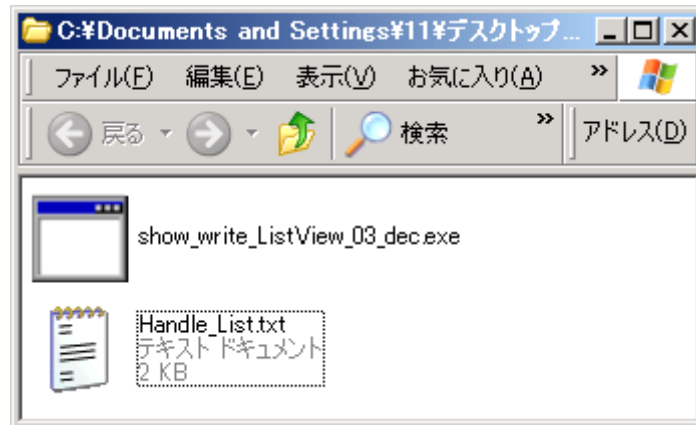 C:¥Documents and Settings¥11¥デスクトップ...
ファイル(F) 編集(E) 表示(V) お気に入り(A) »
戻る 検索 » アドレス(D)
show_write_ListView_03_dec.exe
Handle_List.txt
テキスト ドキュメント
2 KB